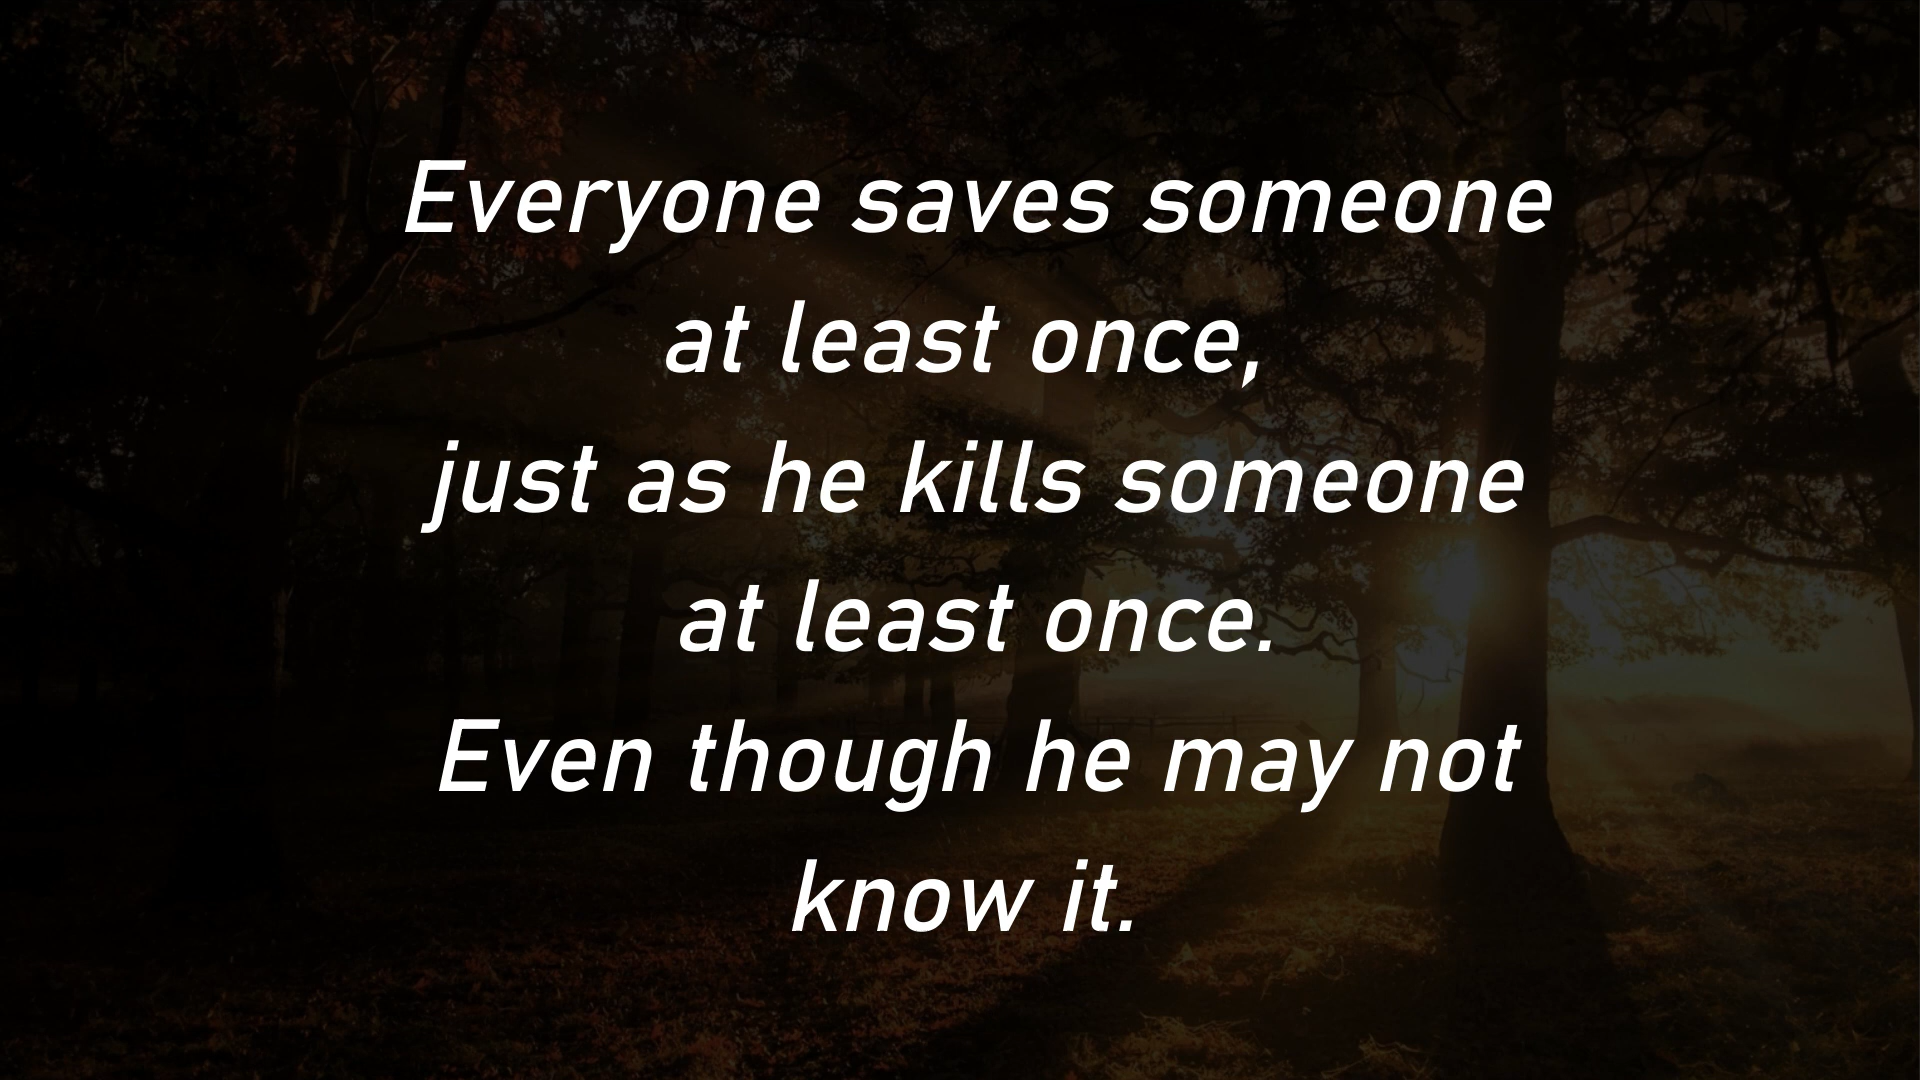 Everyone saves someone
at least once,
just as he kills someone
at least once.
Even though he may not
know it.